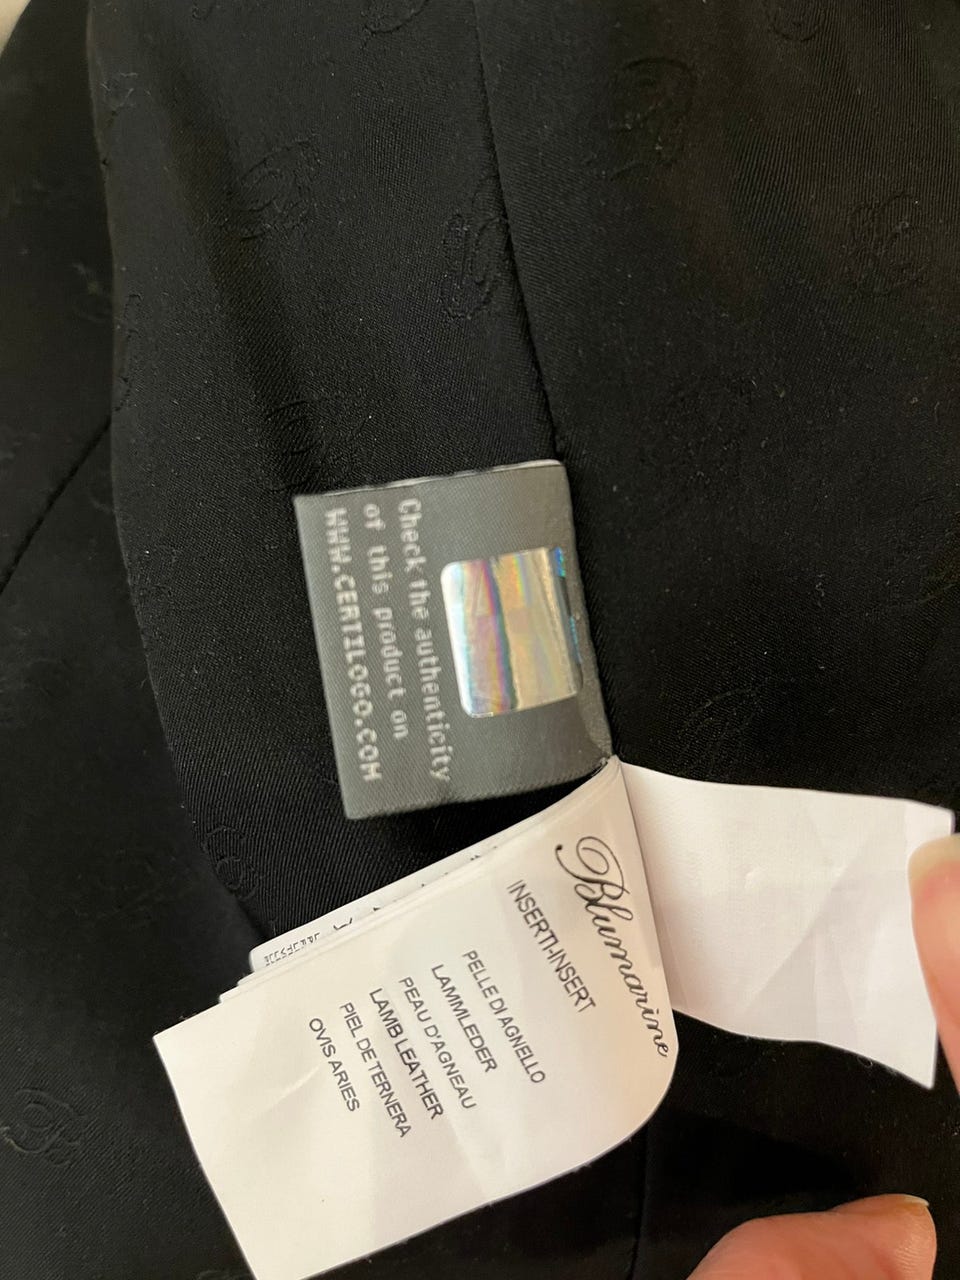 Check the authenticity
of this product on
WWW.CERTILOGO.COM
Blumarine
INSERTI-INSERT
PELLE DI AGNELLO
LAMMLEDER
PEAU D'AGNEAU
LAMB LEATHER
PIEL DE TERNERA
OVIS ARIES